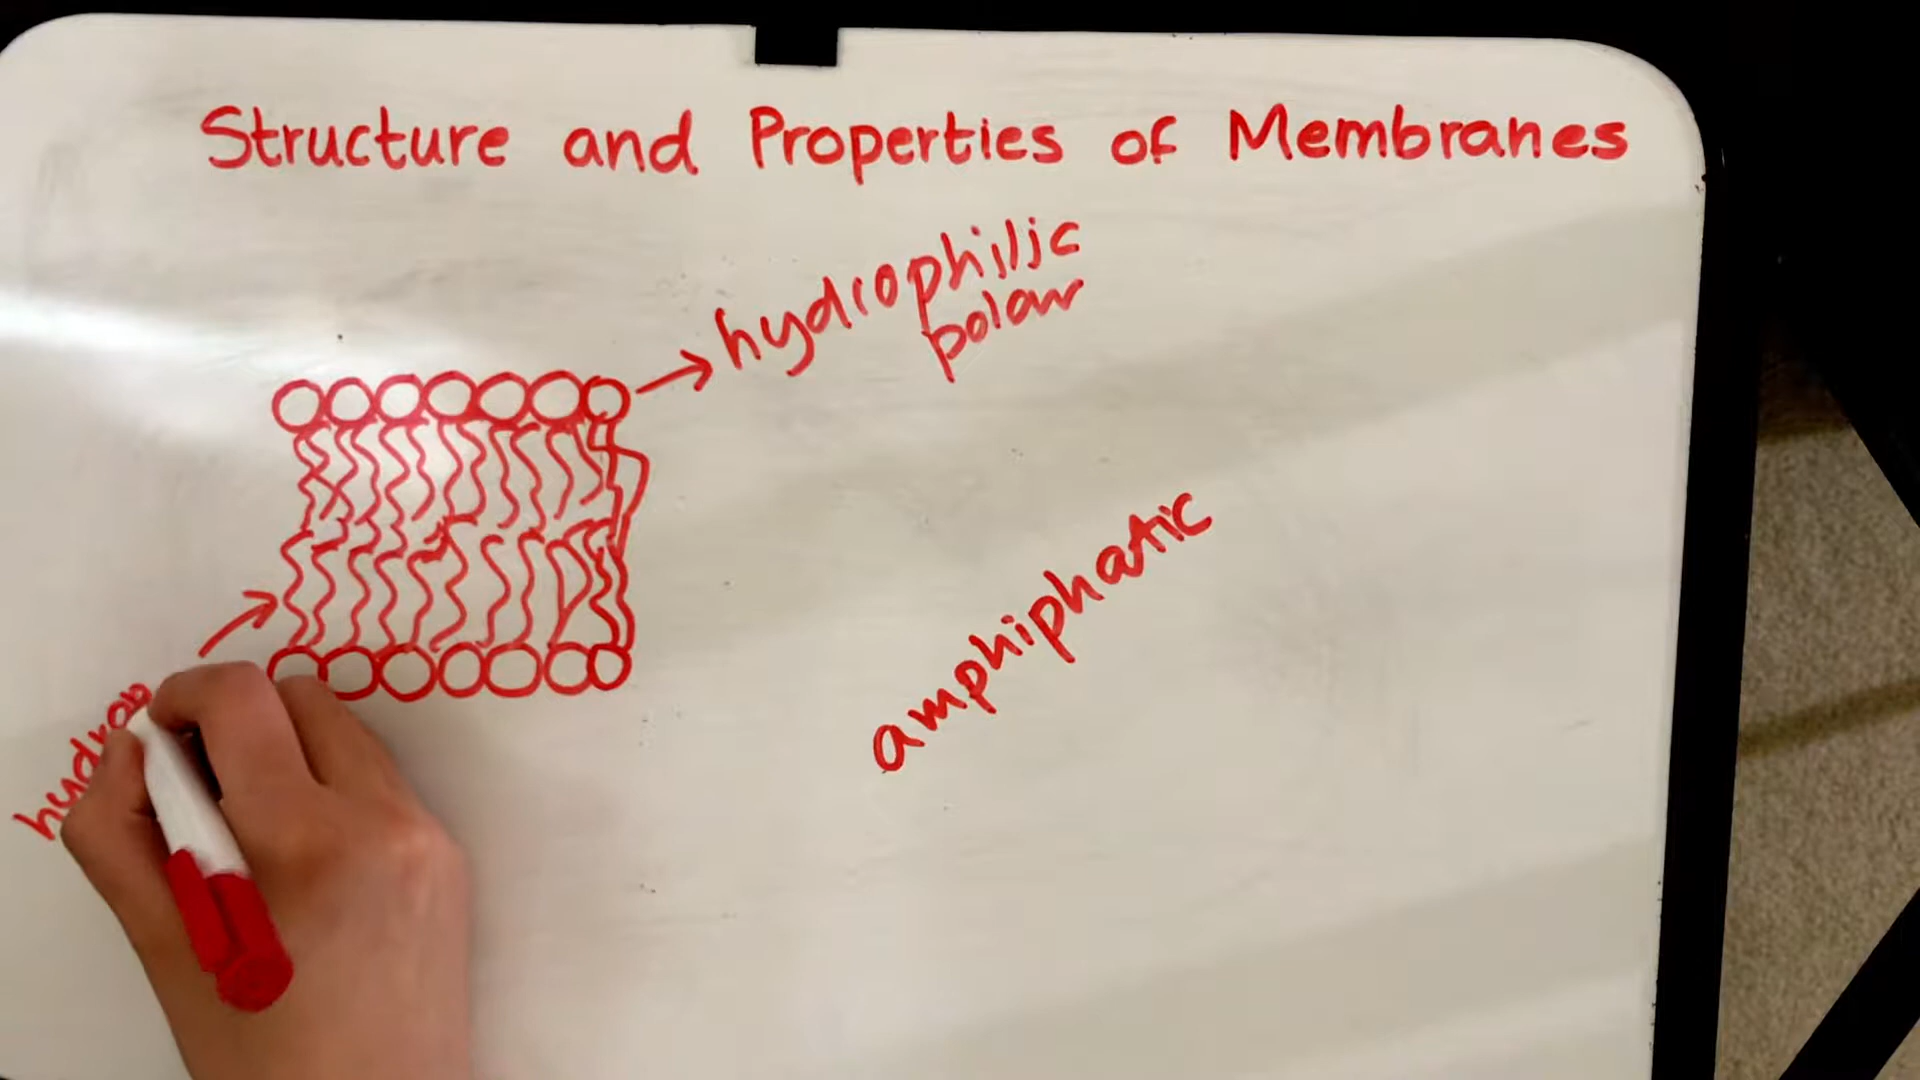 Structure and Properties of Membranes
hydrophilic
polar
amphiphatic